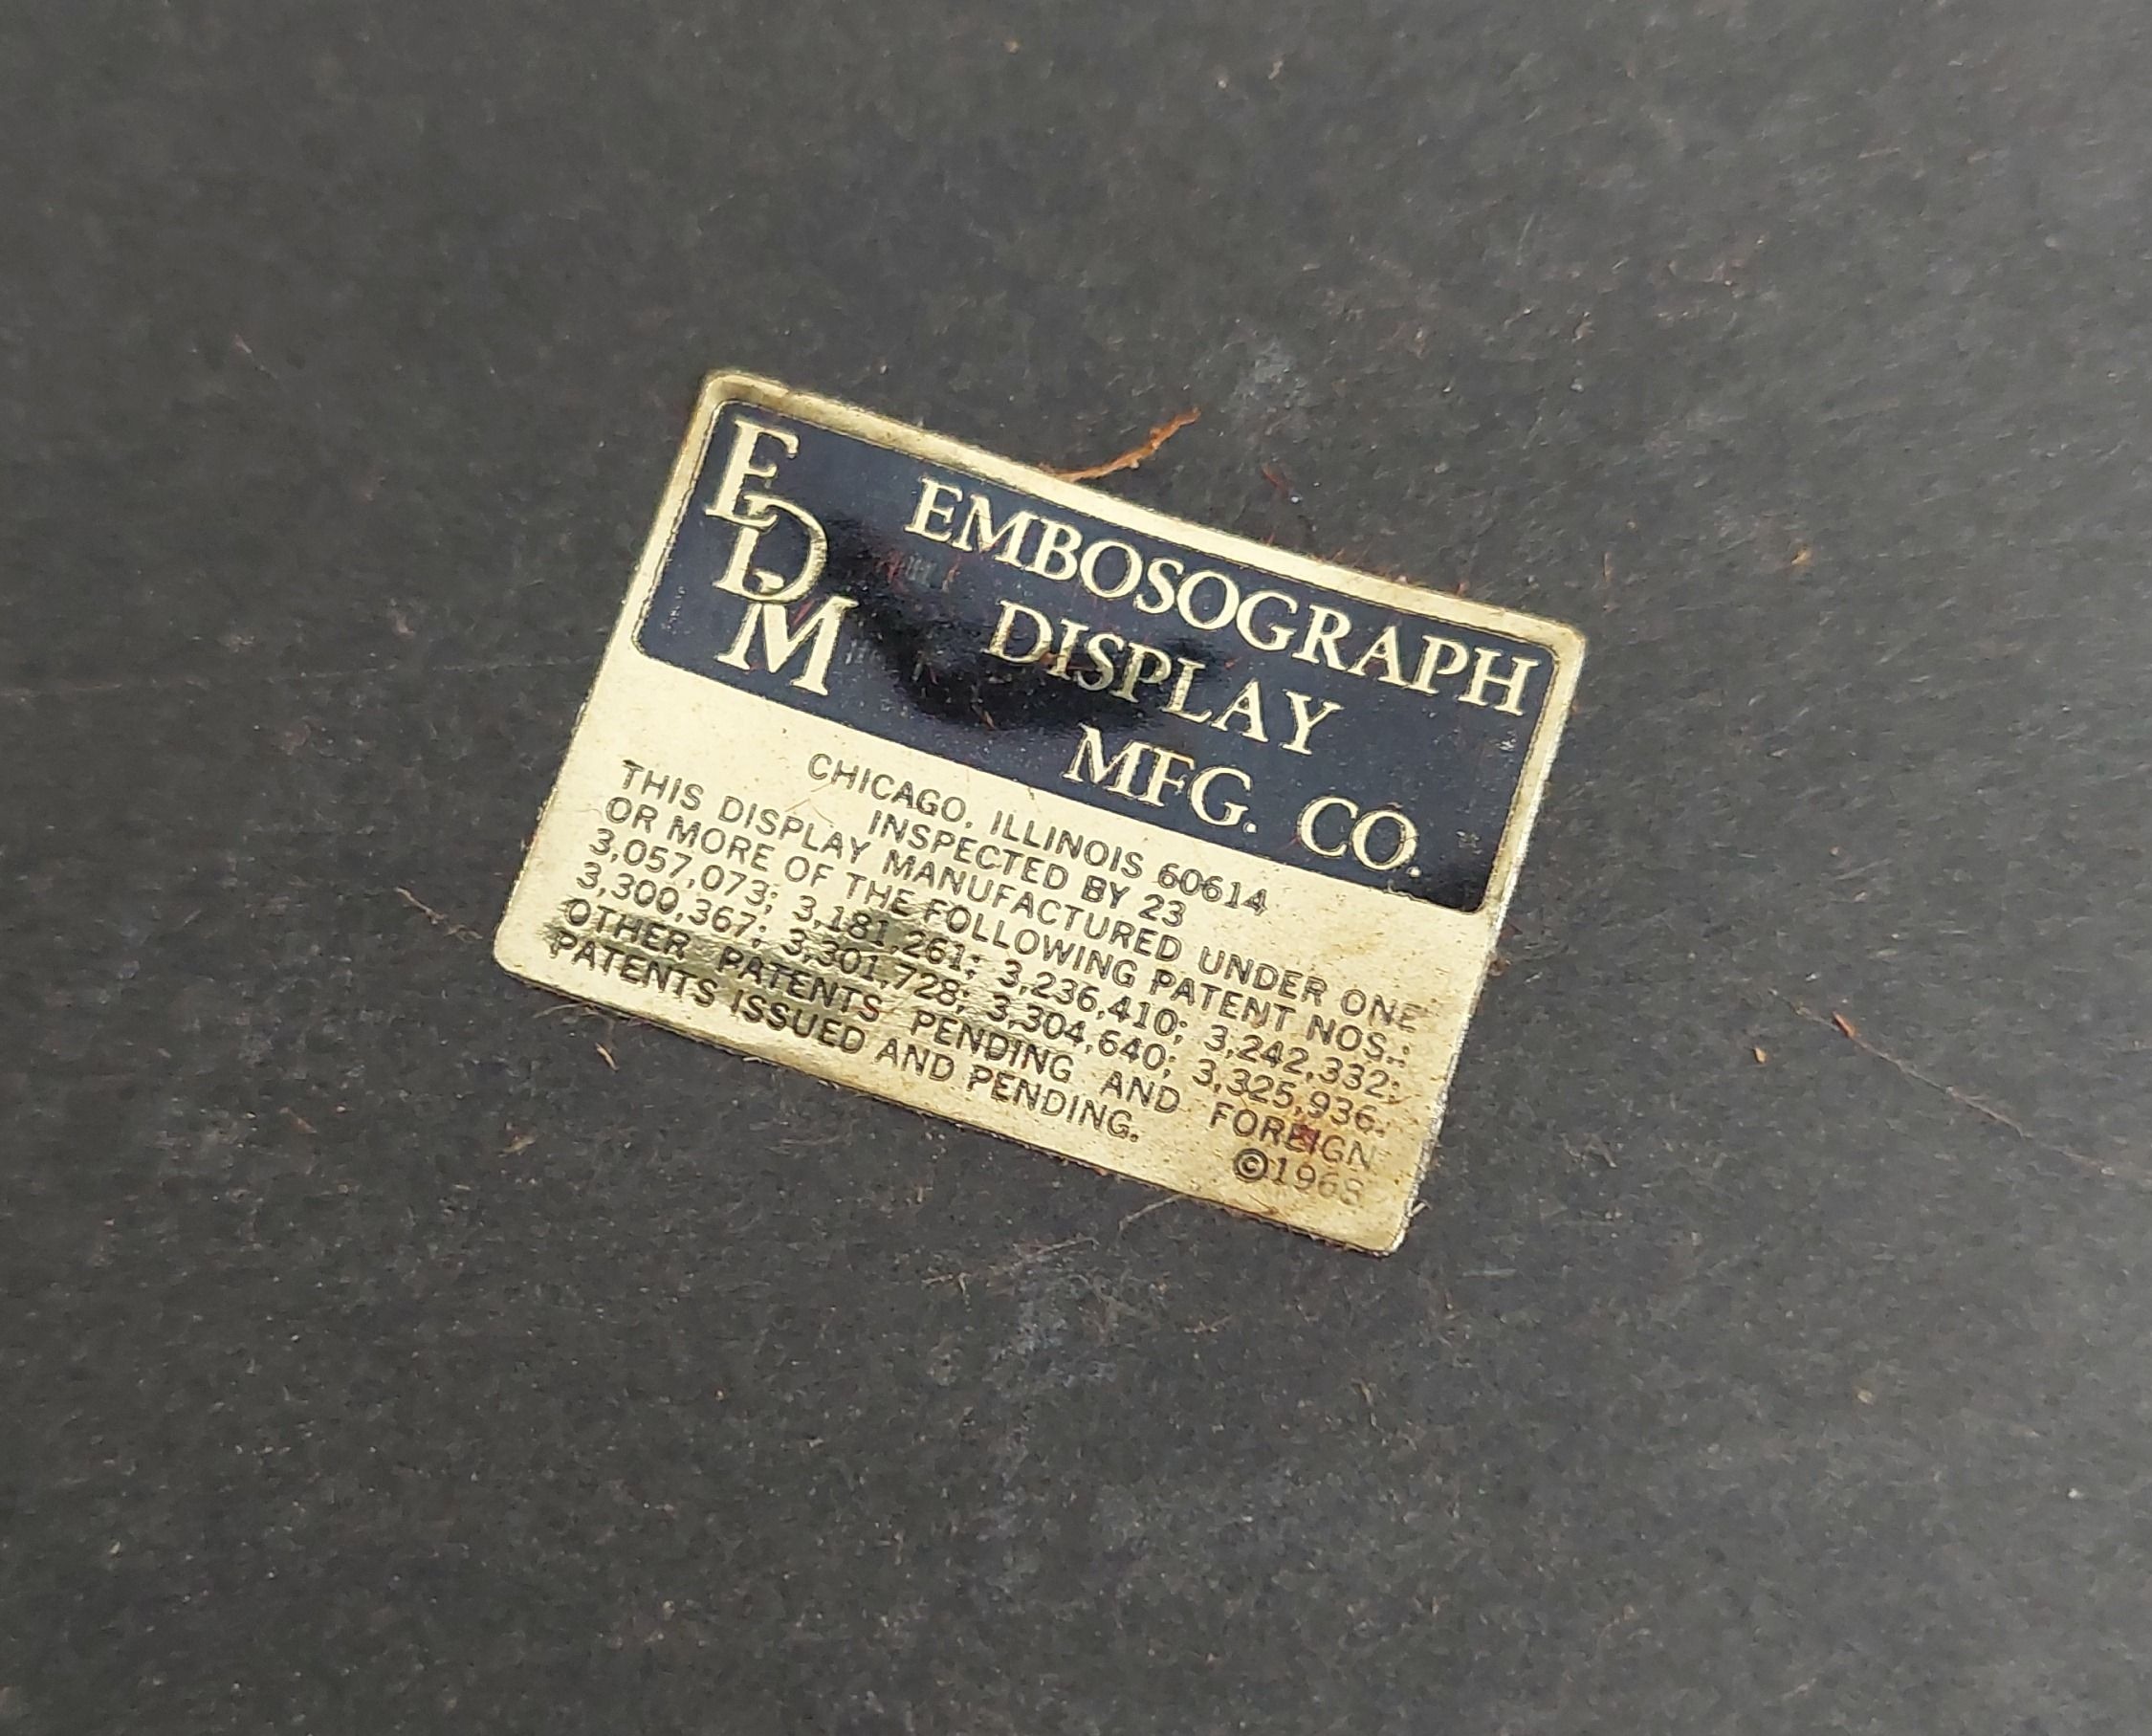 EDM
EMBOSOGRAPH
DISPLAY
MFG. CO.
CHICAGO, ILLINOIS 60614
INSPECTED BY 23
THIS DISPLAY MANUFACTURED UNDER ONE
OR MORE OF THE FOLLOWING PATENT NOS.:
3,057,073; 3,181,261; 3,236,410; 3,242,332;
3,300,367; 3,301,728; 3,304,640; 3,325,936.
OTHER PATENTS PENDING AND FOREIGN
PATENTS ISSUED AND PENDING.
©1968